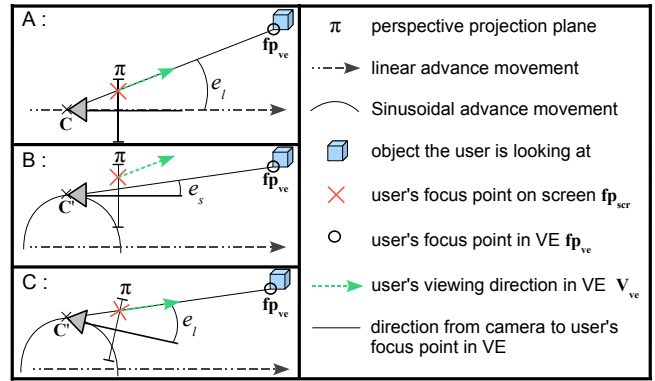 A :
π
fp_ve
e_l
C
B :
π
fp_ve
e_s
C'
C :
π
fp_ve
e_l
C'
π perspective projection plane
linear advance movement
Sinusoidal advance movement
object the user is looking at
user's focus point on screen fp_scr
user's focus point in VE fp_ve
user's viewing direction in VE V_ve
direction from camera to user's
focus point in VE